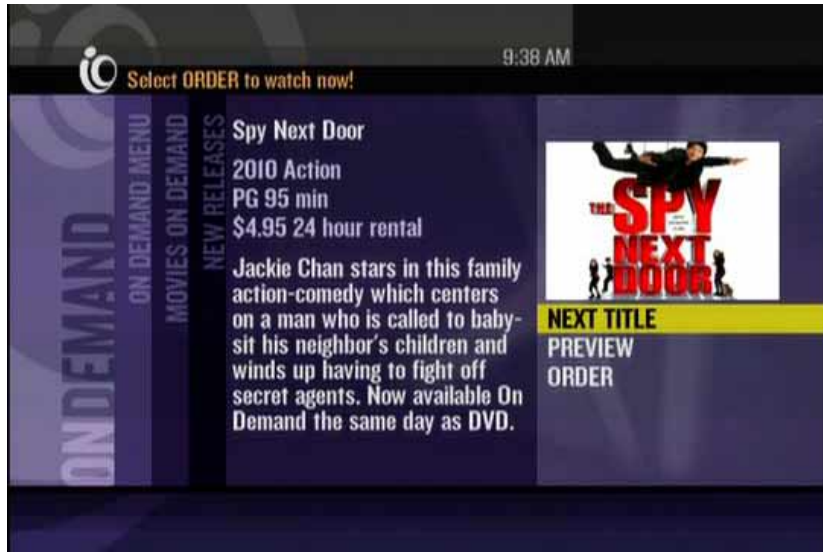 9:38 AM
iO
Select ORDER to watch now!
ONDEMAND
ON DEMAND MENU
MOVIES ON DEMAND
NEW RELEASES
Spy Next Door
2010 Action
PG 95 min
$4.95 24 hour rental
Jackie Chan stars in this family
action-comedy which centers
on a man who is called to baby-
sit his neighbor's children and
winds up having to fight off
secret agents. Now available On
Demand the same day as DVD.
THE
SPY
NEXT
DOOR
NEXT TITLE
PREVIEW
ORDER